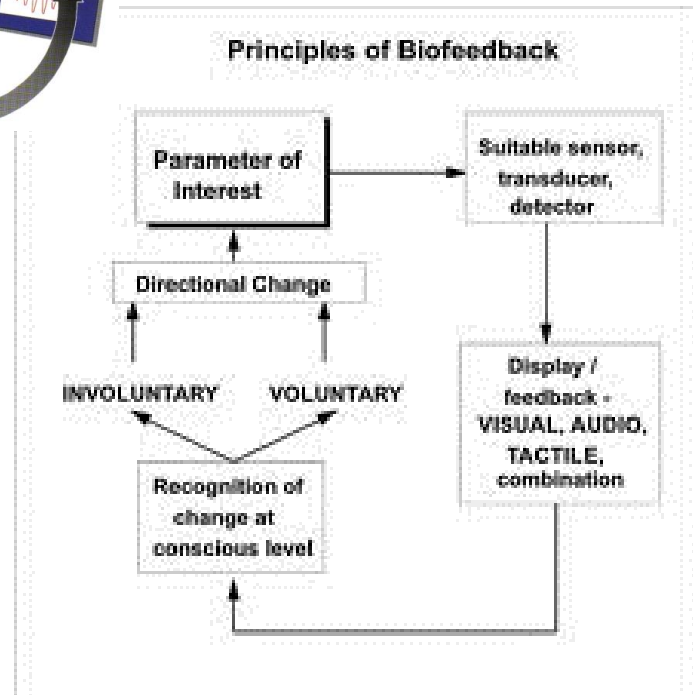 Principles of Biofeedback
Parameter of
Interest
Suitable sensor,
transducer,
detector
Directional Change
INVOLUNTARY
VOLUNTARY
Display /
feedback -
VISUAL, AUDIO,
TACTILE,
combination
Recognition of
change at
conscious level